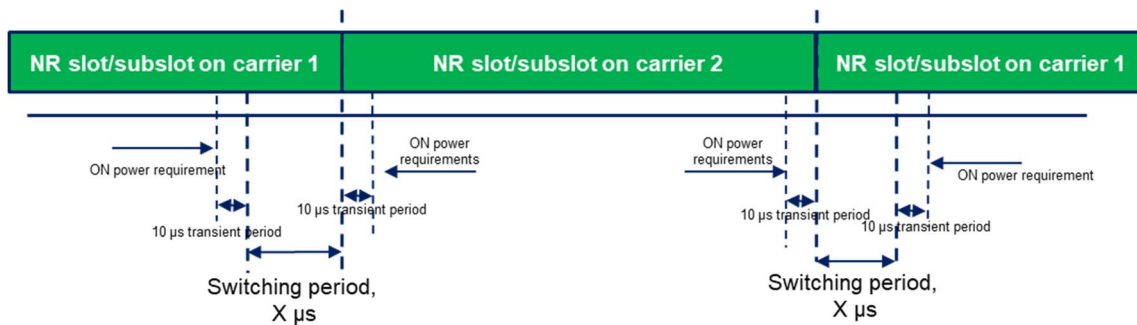 NR slot/subslot on carrier 1
NR slot/subslot on carrier 2
NR slot/subslot on carrier 1
ON power requirement
ON power
requirements
ON power
requirements
ON power requirement
10 µs transient period
10 µs transient period
10 µs transient period
10 µs transient period
Switching period,
X µs
Switching period,
X µs